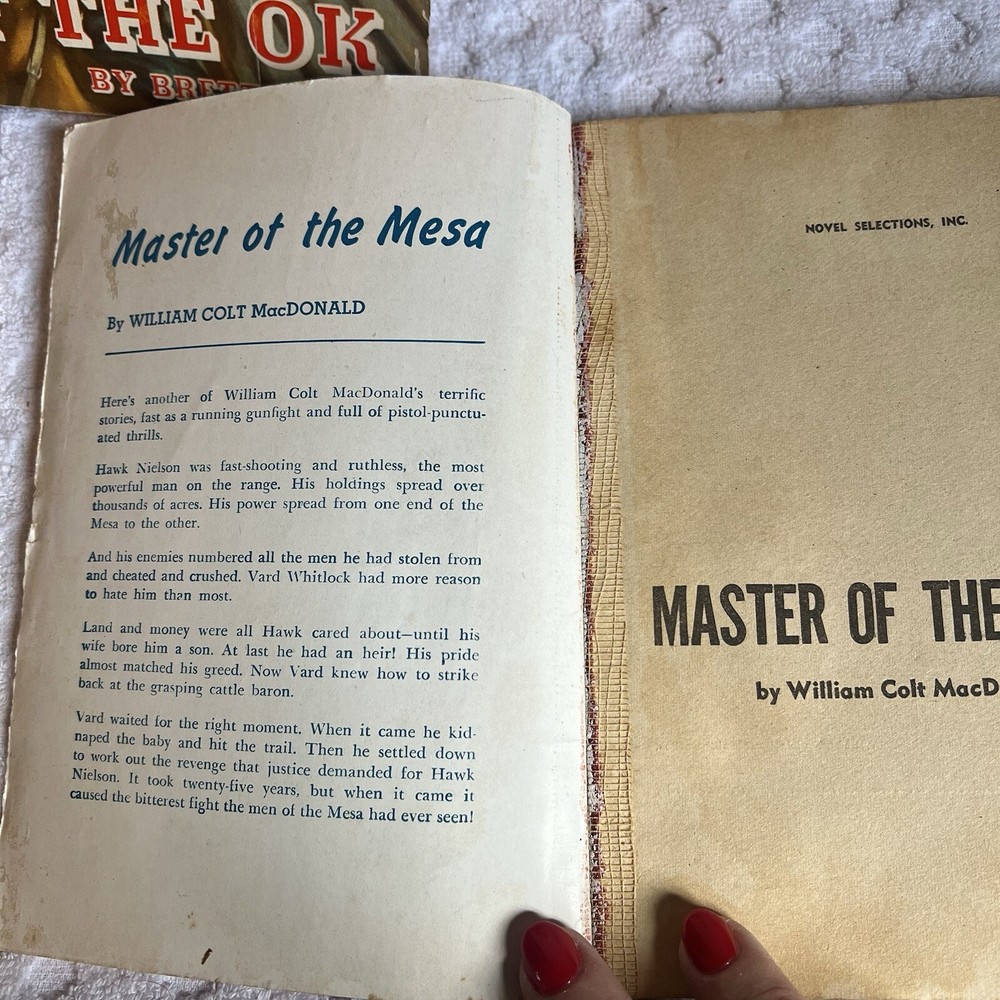 THE OK
BY
Master of the Mesa
By WILLIAM COLT MacDONALD
Here's another of William Colt MacDonald's terrific
stories, fast as a running gunfight and full of pistol-punctu-
ated thrills.
Hawk Nielson was fast-shooting and ruthless, the most
powerful man on the range. His holdings spread over
thousands of acres. His power spread from one end of the
Mesa to the other.
And his enemies numbered all the men he had stolen from
and cheated and crushed. Vard Whitlock had more reason
to hate him than most.
Land and money were all Hawk cared about—until his
wife bore him a son. At last he had an heir! His pride
almost matched his greed. Now Vard knew how to strike
back at the grasping cattle baron.
Vard waited for the right moment. When it came he kid-
naped the baby and hit the trail. Then he settled down
to work out the revenge that justice demanded for Hawk
Nielson. It took twenty-five years, but when it came it
caused the bitterest fight the men of the Mesa had ever seen!
NOVEL SELECTIONS, INC.
MASTER OF THE
by William Colt MacD